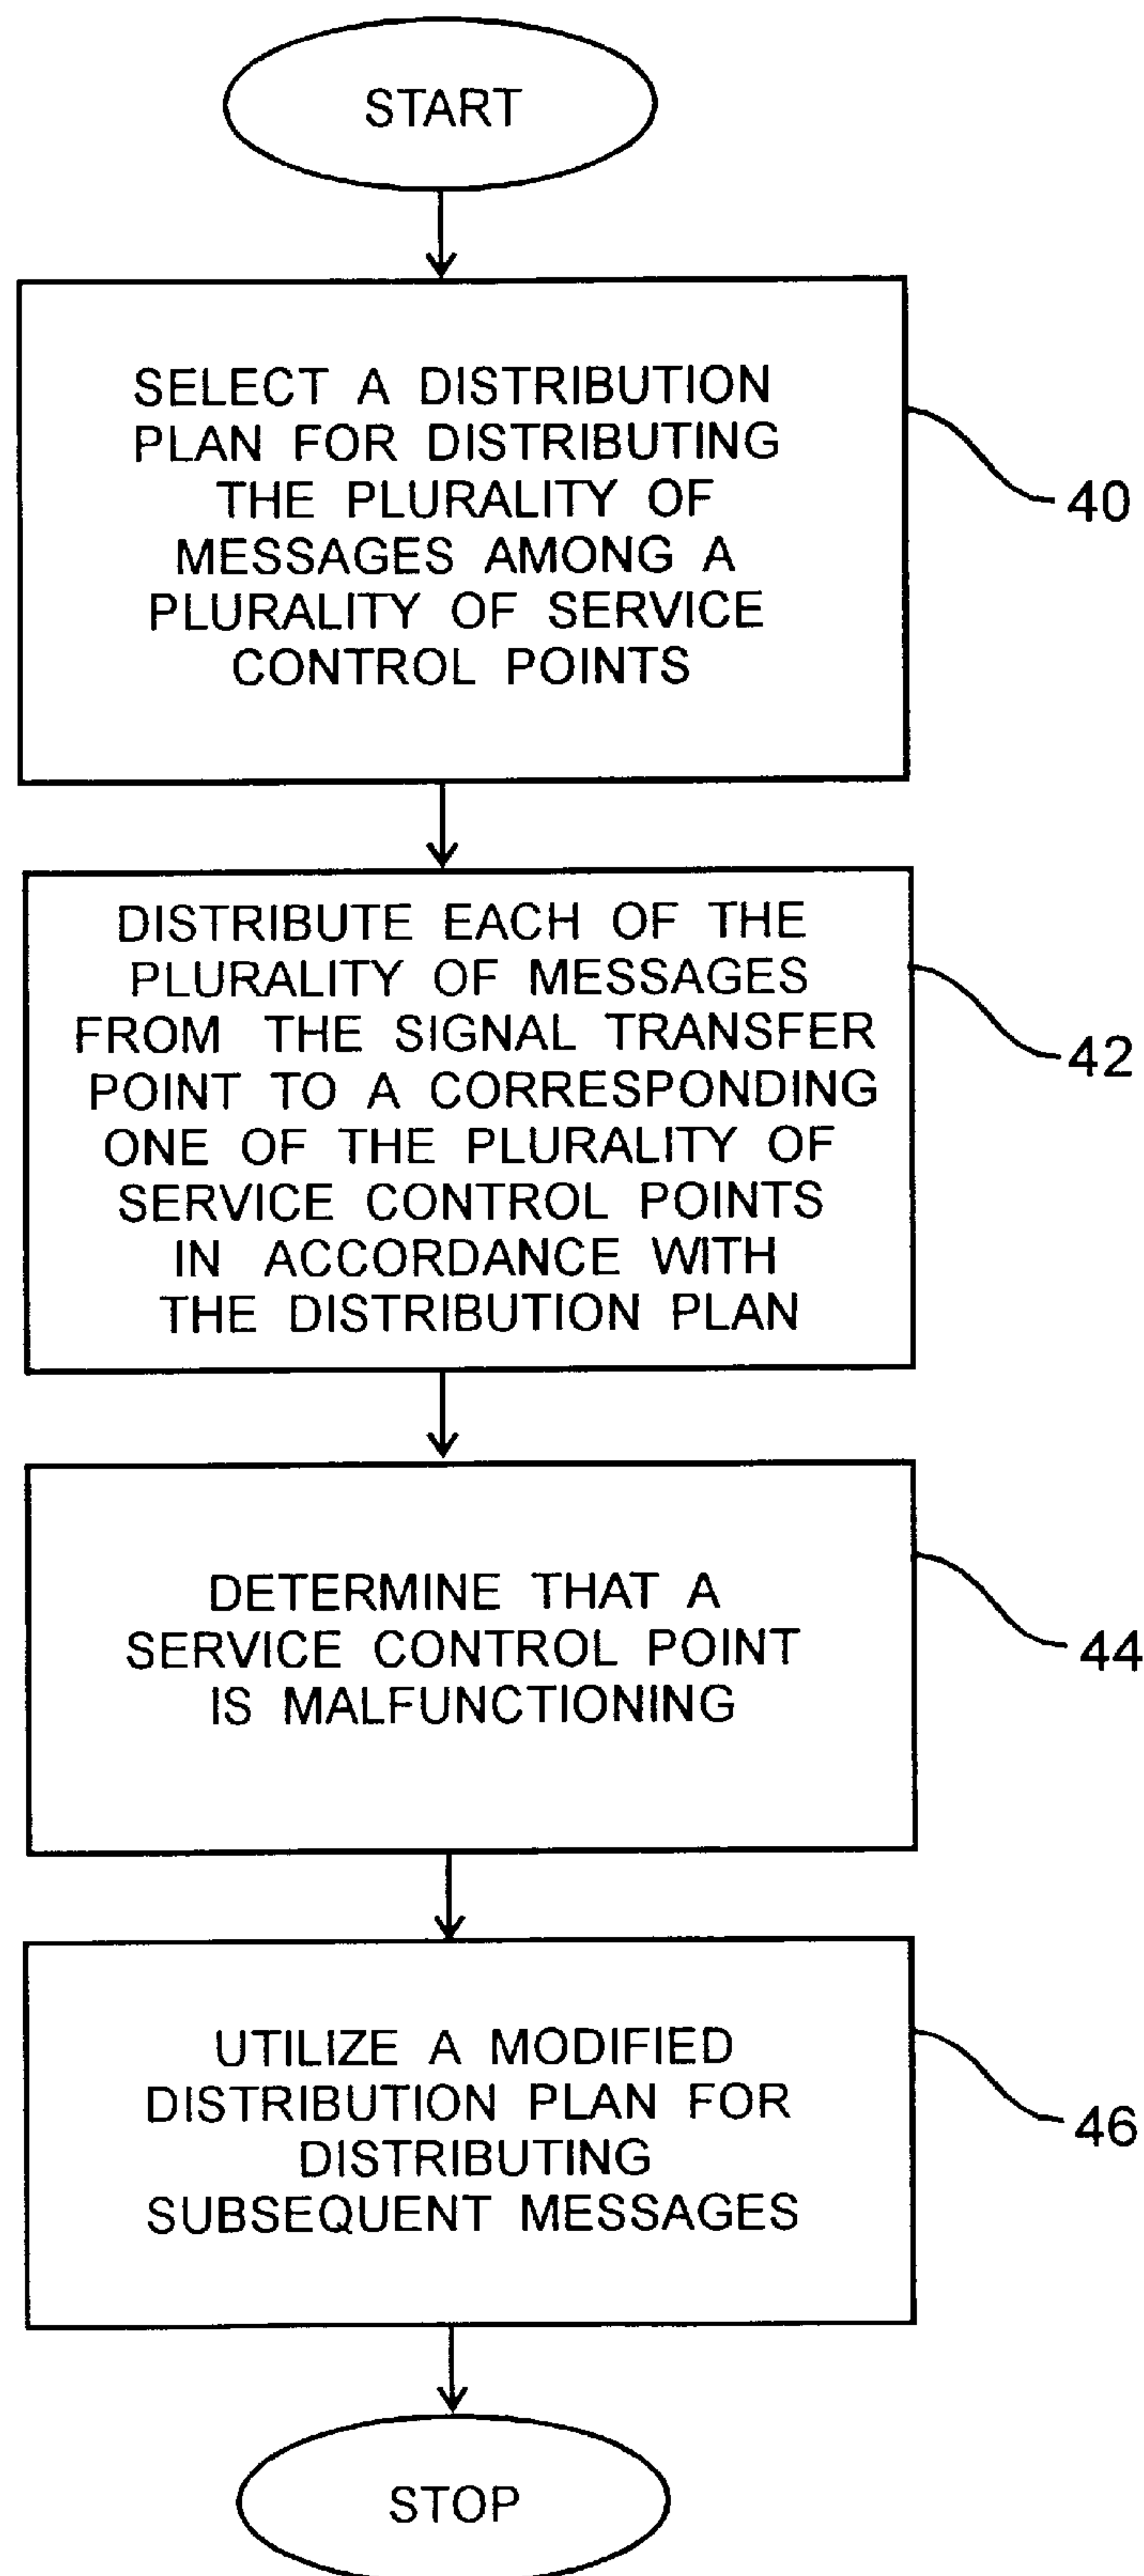 START
SELECT A DISTRIBUTION
PLAN FOR DISTRIBUTING
THE PLURALITY OF
MESSAGES AMONG A
PLURALITY OF SERVICE
CONTROL POINTS
40
DISTRIBUTE EACH OF THE
PLURALITY OF MESSAGES
FROM THE SIGNAL TRANSFER
POINT TO A CORRESPONDING
ONE OF THE PLURALITY OF
SERVICE CONTROL POINTS
IN ACCORDANCE WITH
THE DISTRIBUTION PLAN
42
DETERMINE THAT A
SERVICE CONTROL POINT
IS MALFUNCTIONING
44
UTILIZE A MODIFIED
DISTRIBUTION PLAN FOR
DISTRIBUTING
SUBSEQUENT MESSAGES
46
STOP